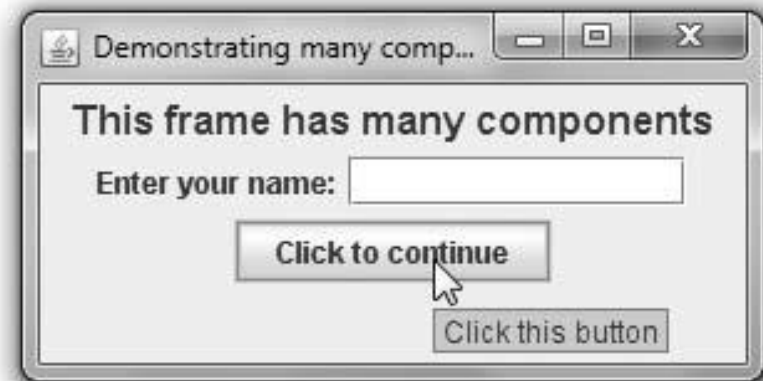 Demonstrating many comp...
This frame has many components
Enter your name:
Click to continue
Click this button